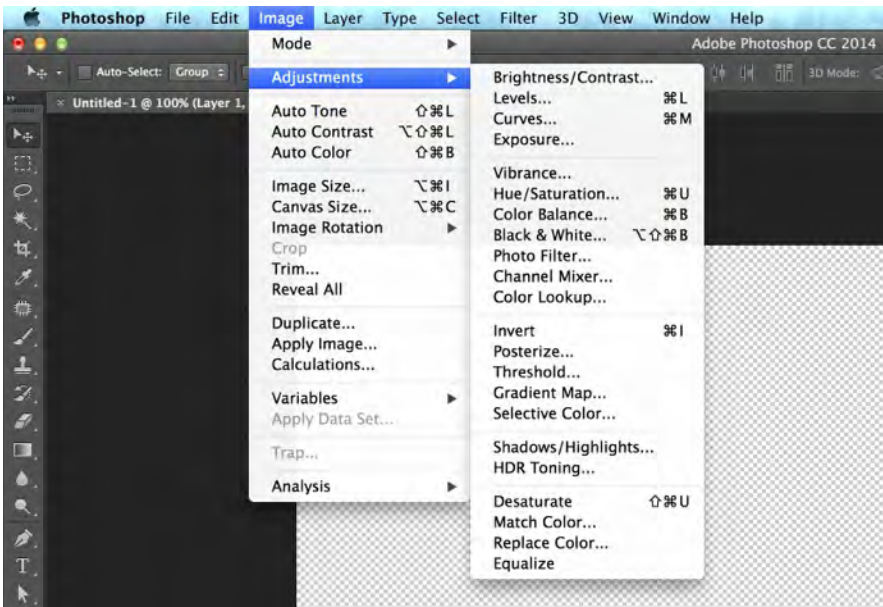 Photoshop File Edit Image Layer Type Select Filter 3D View Window Help
Adobe Photoshop CC 2014
Auto-Select: Group
3D Mode:
Untitled-1 @ 100% (Layer 1,
Mode
Adjustments
Auto Tone ⇧⌘L
Auto Contrast ⌥⇧⌘L
Auto Color ⇧⌘B
Image Size... ⌥⌘I
Canvas Size... ⌥⌘C
Image Rotation
Crop
Trim...
Reveal All
Duplicate...
Apply Image...
Calculations...
Variables
Apply Data Set...
Trap...
Analysis
Brightness/Contrast...
Levels... ⌘L
Curves... ⌘M
Exposure...
Vibrance...
Hue/Saturation... ⌘U
Color Balance... ⌘B
Black & White... ⌥⇧⌘B
Photo Filter...
Channel Mixer...
Color Lookup...
Invert ⌘I
Posterize...
Threshold...
Gradient Map...
Selective Color...
Shadows/Highlights...
HDR Toning...
Desaturate ⇧⌘U
Match Color...
Replace Color...
Equalize